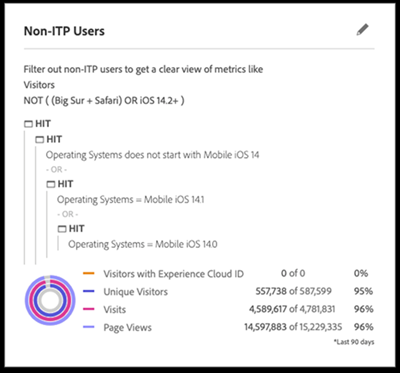 Non-ITP Users
Filter out non-ITP users to get a clear view of metrics like
Visitors
NOT ( (Big Sur + Safari) OR iOS 14.2+ )
HIT
HIT
Operating Systems does not start with Mobile iOS 14
- OR -
HIT
Operating Systems = Mobile iOS 14.1
- OR -
HIT
Operating Systems = Mobile iOS 14.0
Visitors with Experience Cloud ID 0 of 0 0%
Unique Visitors 557,738 of 587,599 95%
Visits 4,589,617 of 4,781,831 96%
Page Views 14,597,883 of 15,229,335 96%
*Last 90 days